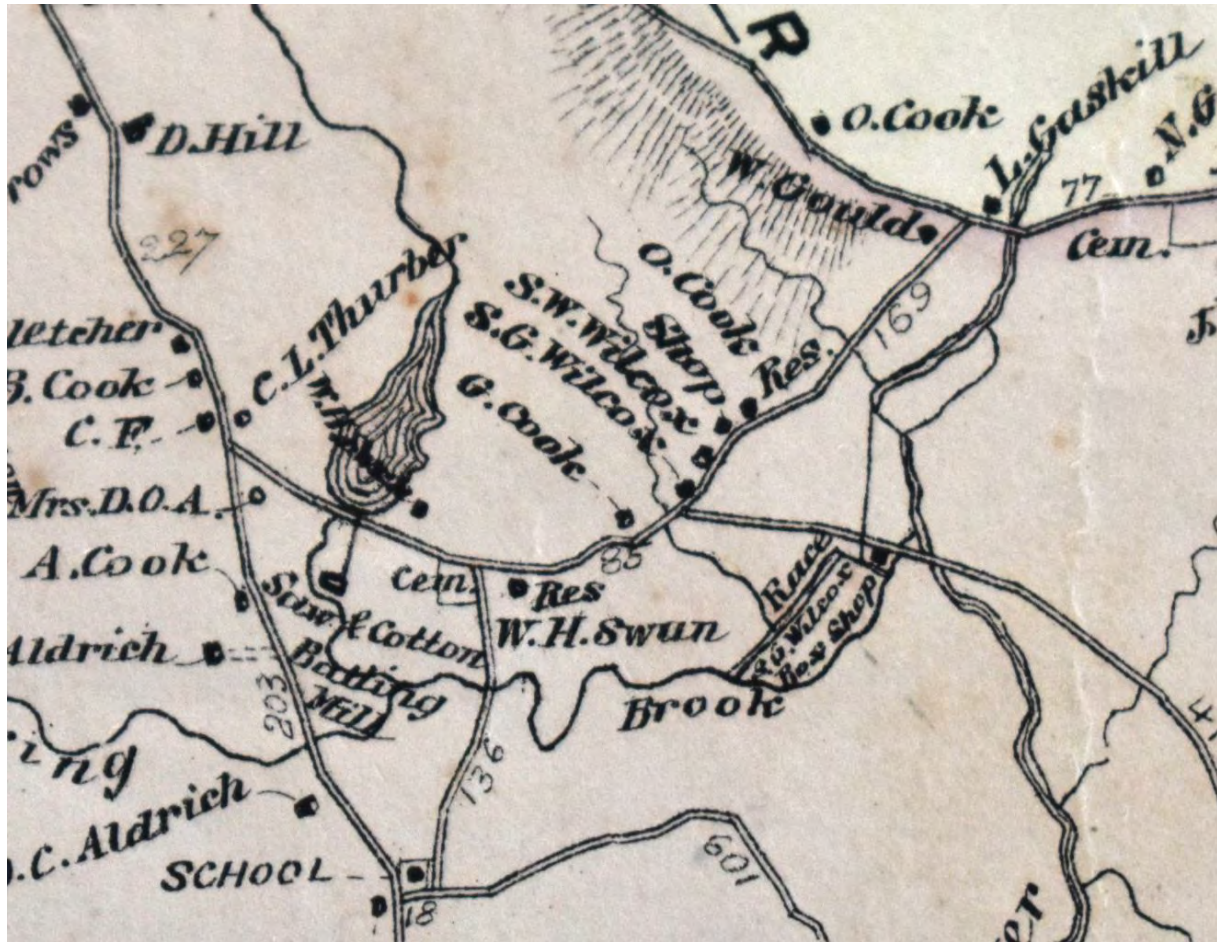 R
O. Cook
L. Gaskill
N. G
D. Hill
rows
W. Gould
77
Cem.
227
C. L. Thurber
O. Cook
Shop
Res.
169
S. W. Wilcox
S. G. Wilcox
G. Cook
letcher
B. Cook
C. F.
Mrs. D. O. A.
A. Cook
Cem.
Res
W. H. Swan
85
Race
S. G. Wilcox
Box Shop
Saw & Cotton
Batting
Mill
Aldrich
203
Brook
ing
136
C. Aldrich
SCHOOL
18
109
er